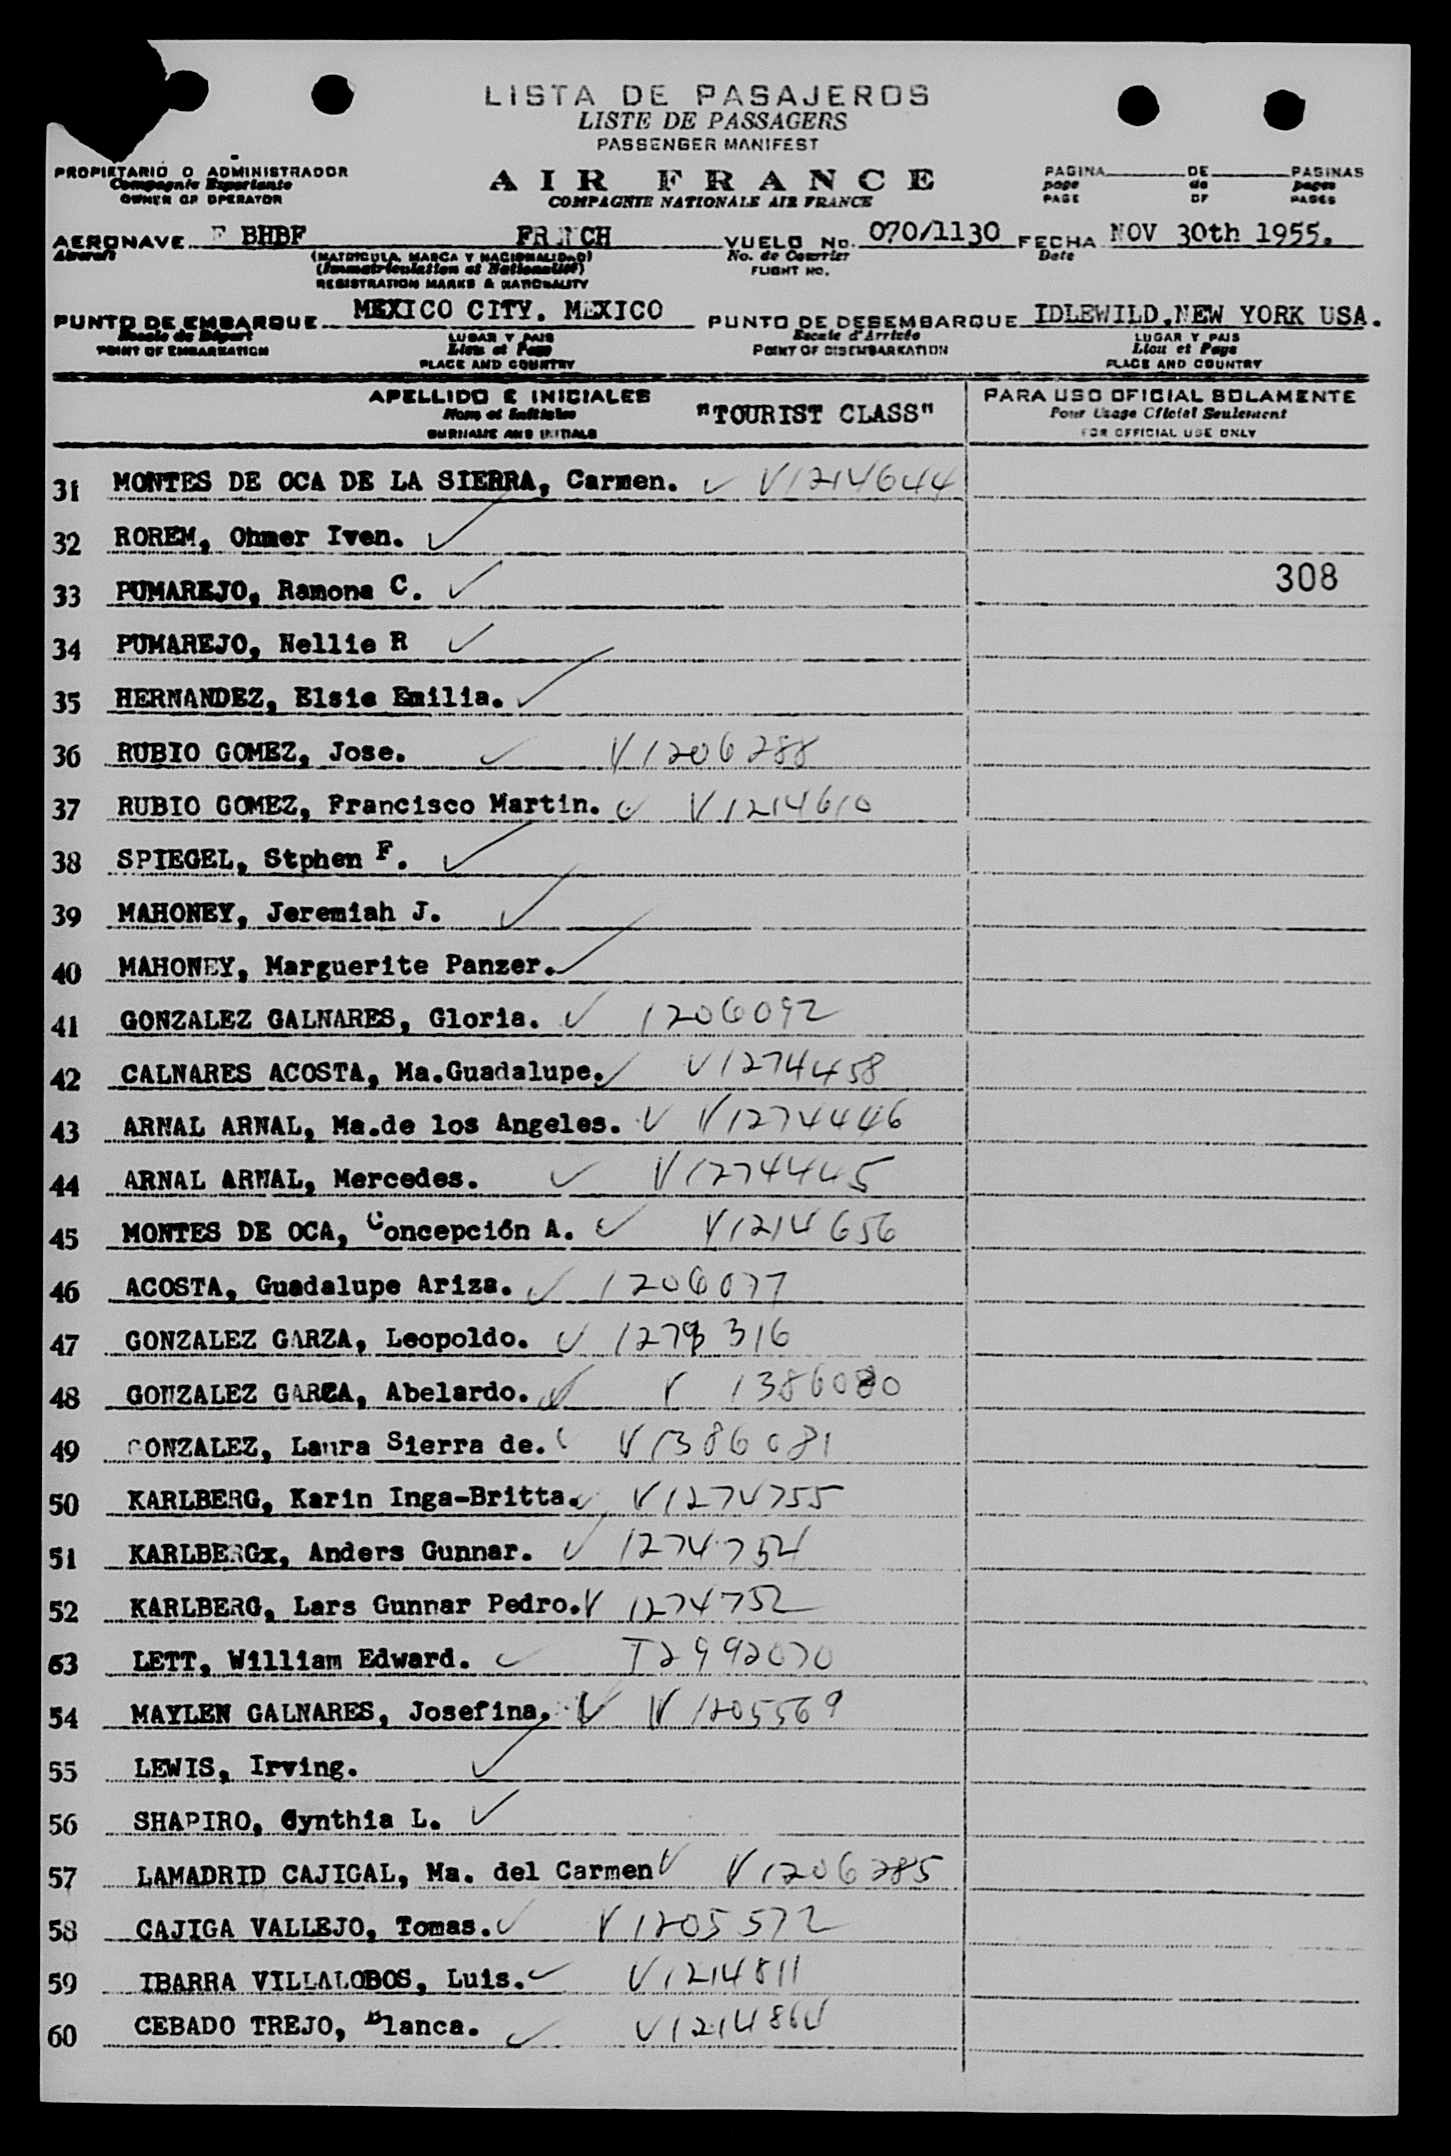 LISTA DE PASAJEROS
LISTE DE PASSAGERS
PASSENGER MANIFEST
PROPIETARIO O ADMINISTRADOR
Compagnie Exportante
OWNER OR OPERATOR
AIR FRANCE
COMPAGNIE NATIONALE AIR FRANCE
PAGINA DE PAGINAS
page de pages
PAGE OF PAGES
AERONAVE F BHBF FRENCH VUELO No. 070/1130 FECHA NOV 30th 1955.
Aeronef (MATRICULA, MARCA Y NACIONALIDAD) No. de Courrier Date
(Immatriculation et Nationalité) FLIGHT NO.
REGISTRATION MARKS & NATIONALITY
PUNTO DE EMBARQUE MEXICO CITY. MEXICO PUNTO DE DESEMBARQUE IDLEWILD.NEW YORK USA.
Escale de Départ LUGAR Y PAIS Escale d'Arrivée LUGAR Y PAIS
POINT OF EMBARKATION Lieu et Pays POINT OF DISEMBARKATION Lieu et Pays
PLACE AND COUNTRY PLACE AND COUNTRY
APELLIDO E INICIALES "TOURIST CLASS" PARA USO OFICIAL SOLAMENTE
Nom et Initiales Pour Usage Officiel Seulement
SURNAME AND INITIALS FOR OFFICIAL USE ONLY
31 MONTES DE OCA DE LA SIERRA, Carmen. V1214644
32 ROREM, Ohmer Iven.
33 PUMAREJO, Ramona C. 308
34 PUMAREJO, Nellie R
35 HERNANDEZ, Elsie Emilia.
36 RUBIO GOMEZ, Jose. V1206288
37 RUBIO GOMEZ, Francisco Martin. V1214610
38 SPIEGEL, Stphen F.
39 MAHONEY, Jeremiah J.
40 MAHONEY, Marguerite Panzer.
41 GONZALEZ GALNARES, Gloria. 1206092
42 CALNARES ACOSTA, Ma.Guadalupe. V1274458
43 ARNAL ARNAL, Ma.de los Angeles. V1274446
44 ARNAL ARNAL, Mercedes. V1274445
45 MONTES DE OCA, Concepción A. V1214656
46 ACOSTA, Guadalupe Ariza. 1206077
47 GONZALEZ GARZA, Leopoldo. 1278316
48 GONZALEZ GARZA, Abelardo. V 1386080
49 GONZALEZ, Laura Sierra de. V1386081
50 KARLBERG, Karin Inga-Britta. V1274755
51 KARLBERGx, Anders Gunnar. 1274754
52 KARLBERG, Lars Gunnar Pedro. V 1274752
53 LETT, William Edward. I2992070
54 MAYLEN GALNARES, Josefina. V1205569
55 LEWIS, Irving.
56 SHAPIRO, Cynthia L.
57 LAMADRID CAJIGAL, Ma. del Carmen V1206285
58 CAJIGA VALLEJO, Tomas. V1205572
59 IBARRA VILLALOBOS, Luis. V1214811
60 CEBADO TREJO, Blanca. V1214864